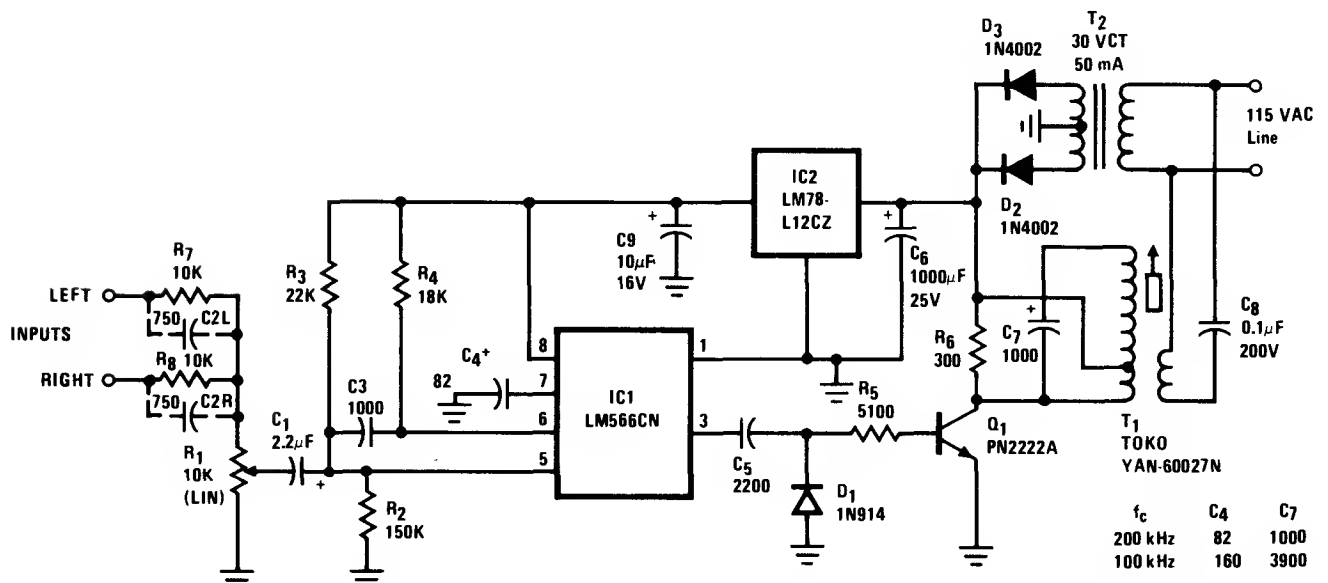 D3
1N4002
T2
30 VCT
50 mA
115 VAC
Line
D2
1N4002
IC2
LM78-
L12CZ
+
C9
10µF
16V
+
C6
1000µF
25V
R3
22K
R4
18K
R7
10K
LEFT
750 C2L
INPUTS
R8 10K
RIGHT
750 C2R
R1
10K
(LIN)
C1
2.2µF
+
C3
1000
C4+
82
8
7
6
5
1
3
IC1
LM566CN
R2
150K
C5
2200
D1
1N914
R5
5100
R6
300
+
C7
1000
Q1
PN2222A
C8
0.1µF
200V
T1
TOKO
YAN-60027N
fc C4 C7
200 kHz 82 1000
100 kHz 160 3900